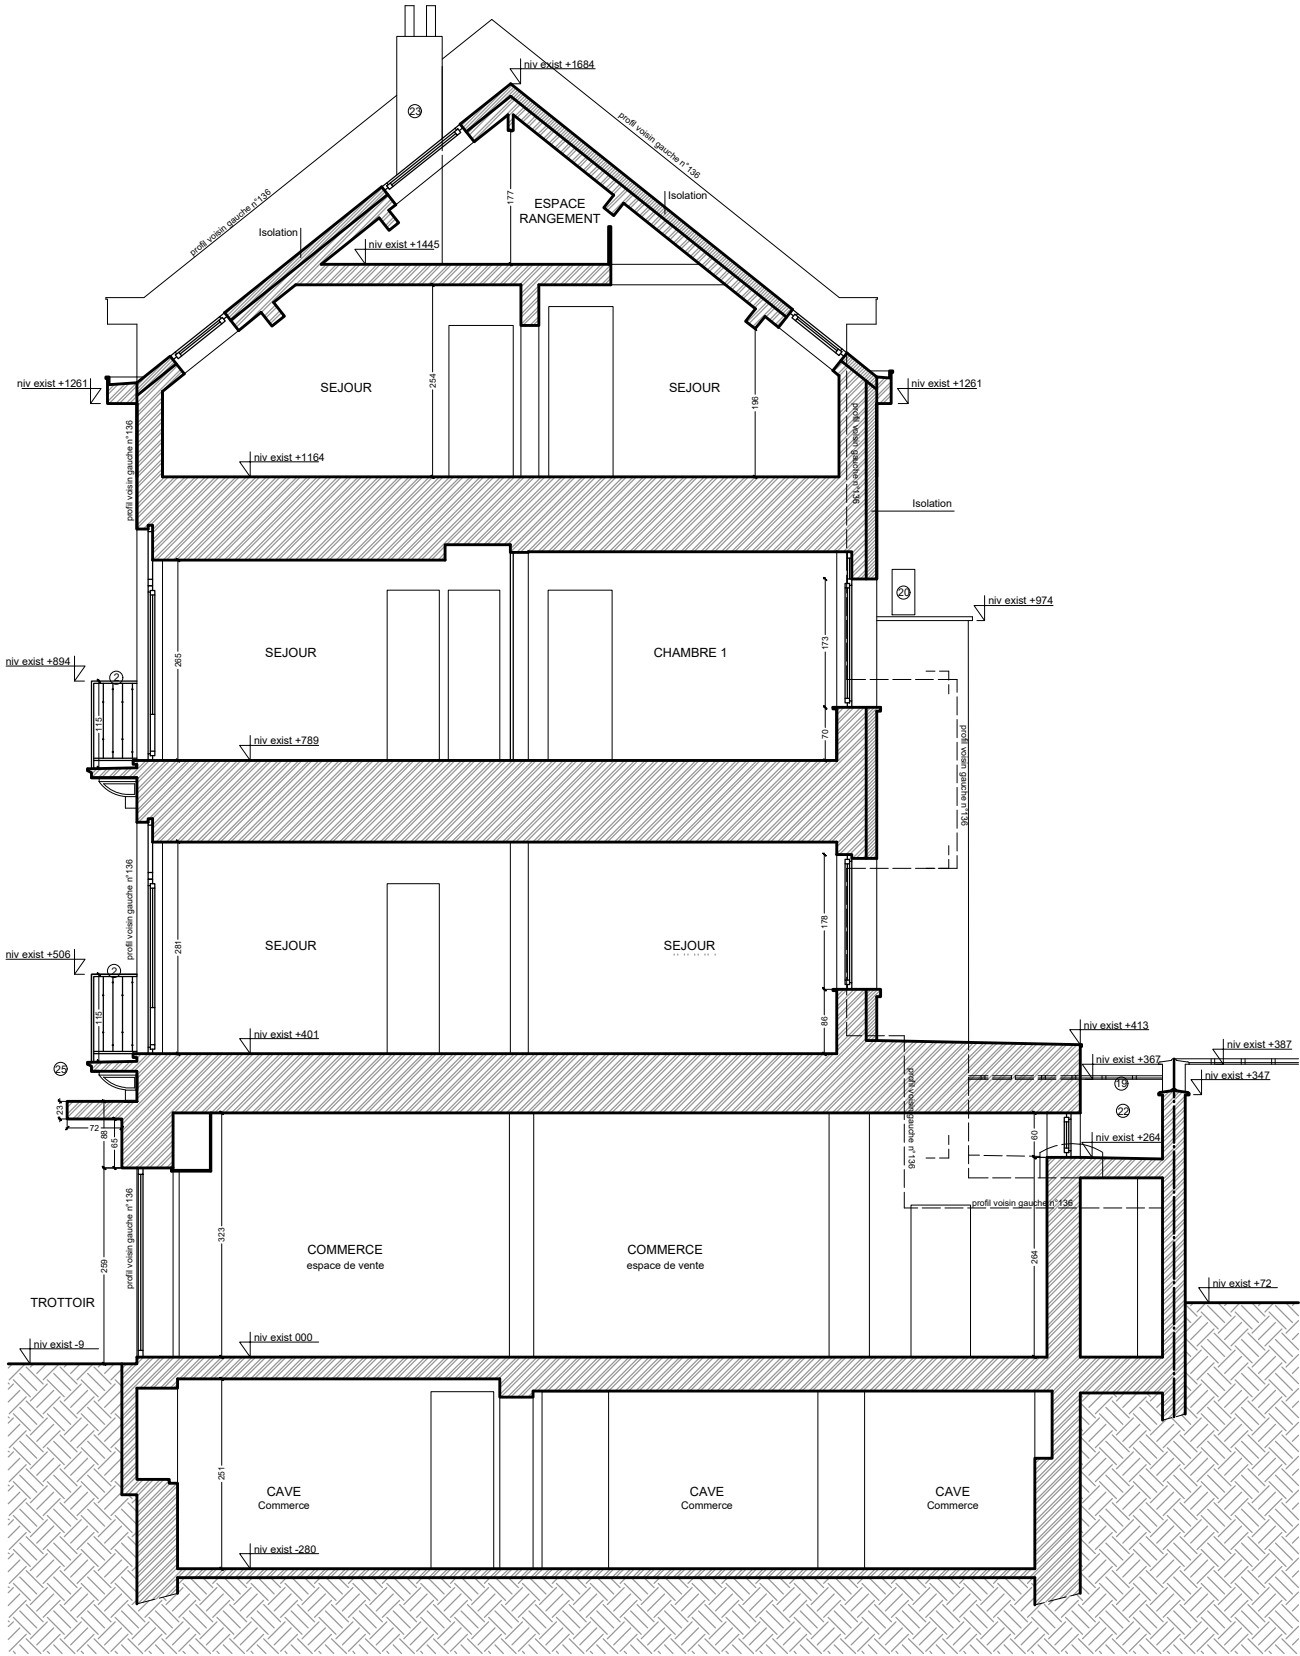 niv exist +1684
23
profil voisin gauche n°136
profil voisin gauche n°136
Isolation
Isolation
177
ESPACE
RANGEMENT
niv exist +1445
niv exist +1261
niv exist +1261
SEJOUR
254
SEJOUR
196
profil voisin gauche n°136
profil voisin gauche n°136
niv exist +1164
Isolation
20
niv exist +974
niv exist +894
2
115
265
SEJOUR
CHAMBRE 1
173
70
niv exist +789
profil voisin gauche n°136
profil voisin gauche n°136
niv exist +506
2
115
281
SEJOUR
SEJOUR
178
86
niv exist +401
25
niv exist +413
niv exist +387
niv exist +367
niv exist +347
19
22
niv exist +264
23
72
88
65
60
profil voisin gauche n°136
profil voisin gauche n°136
profil voisin gauche n°136
259
323
264
COMMERCE
espace de vente
COMMERCE
espace de vente
niv exist +72
TROTTOIR
niv exist -9
niv exist 000
251
CAVE
Commerce
CAVE
Commerce
CAVE
Commerce
niv exist -280